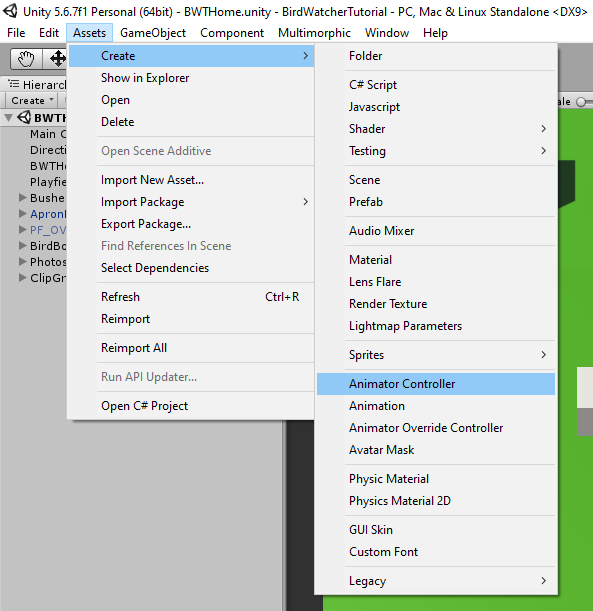 Unity 5.6.7f1 Personal (64bit) - BWTHome.unity - BirdWatcherTutorial - PC, Mac & Linux Standalone <DX9>
File Edit Assets GameObject Component Multimorphic Window Help
Hierarch
Create
ale
BWTH
Main C
Directi
BWTHo
Playfie
Bushe
ApronI
PF_OV
BirdBo
Photos
ClipGr
Create
Show in Explorer
Open
Delete
Open Scene Additive
Import New Asset...
Import Package
Export Package...
Find References In Scene
Select Dependencies
Refresh Ctrl+R
Reimport
Reimport All
Run API Updater...
Open C# Project
Folder
C# Script
Javascript
Shader
Testing
Scene
Prefab
Audio Mixer
Material
Lens Flare
Render Texture
Lightmap Parameters
Sprites
Animator Controller
Animation
Animator Override Controller
Avatar Mask
Physic Material
Physics Material 2D
GUI Skin
Custom Font
Legacy